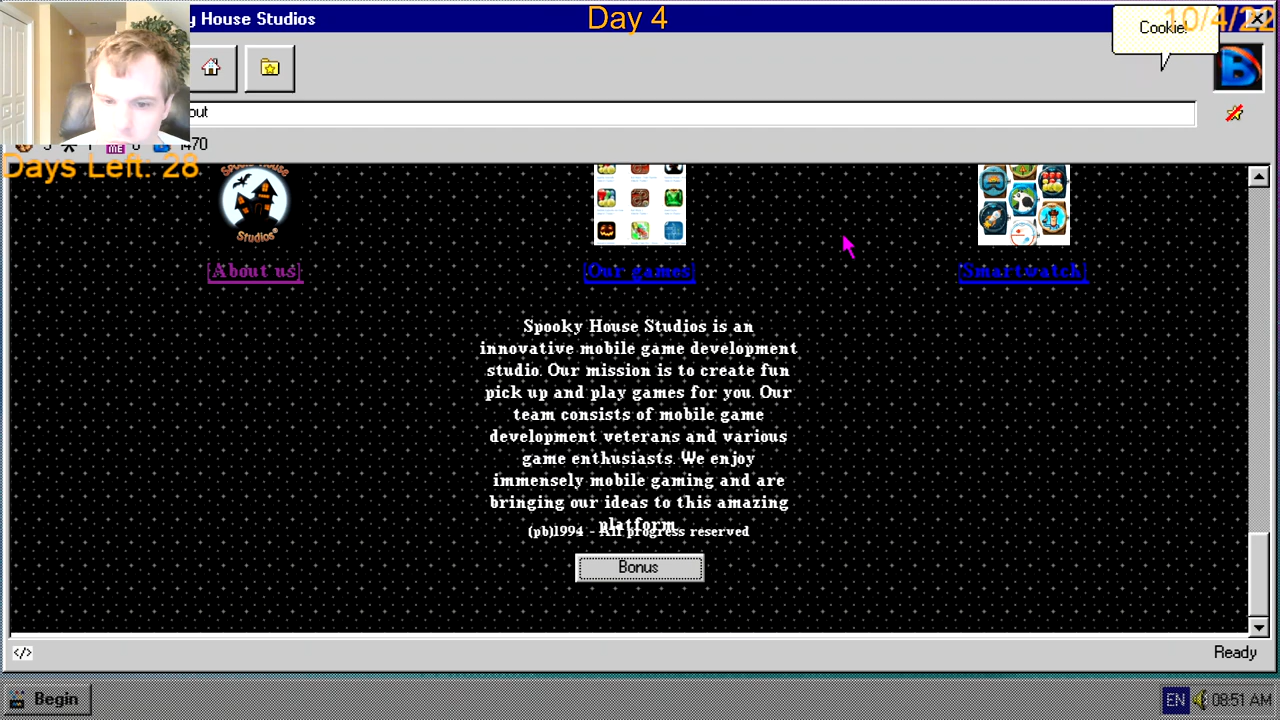 y House Studios
Day 4
10/4/22
Cookie!
out
1470
Days Left: 28
Spooky House
Studios
[About us]
[Our games]
[Smartwatch]
Spooky House Studios is an
innovative mobile game development
studio. Our mission is to create fun
pick up and play games for you. Our
team consists of mobile game
development veterans and various
game enthusiasts. We enjoy
immensely mobile gaming and are
bringing our ideas to this amazing
platform.
(pb)1994 - All progress reserved
Bonus
</> Ready
Begin
EN 08:51 AM